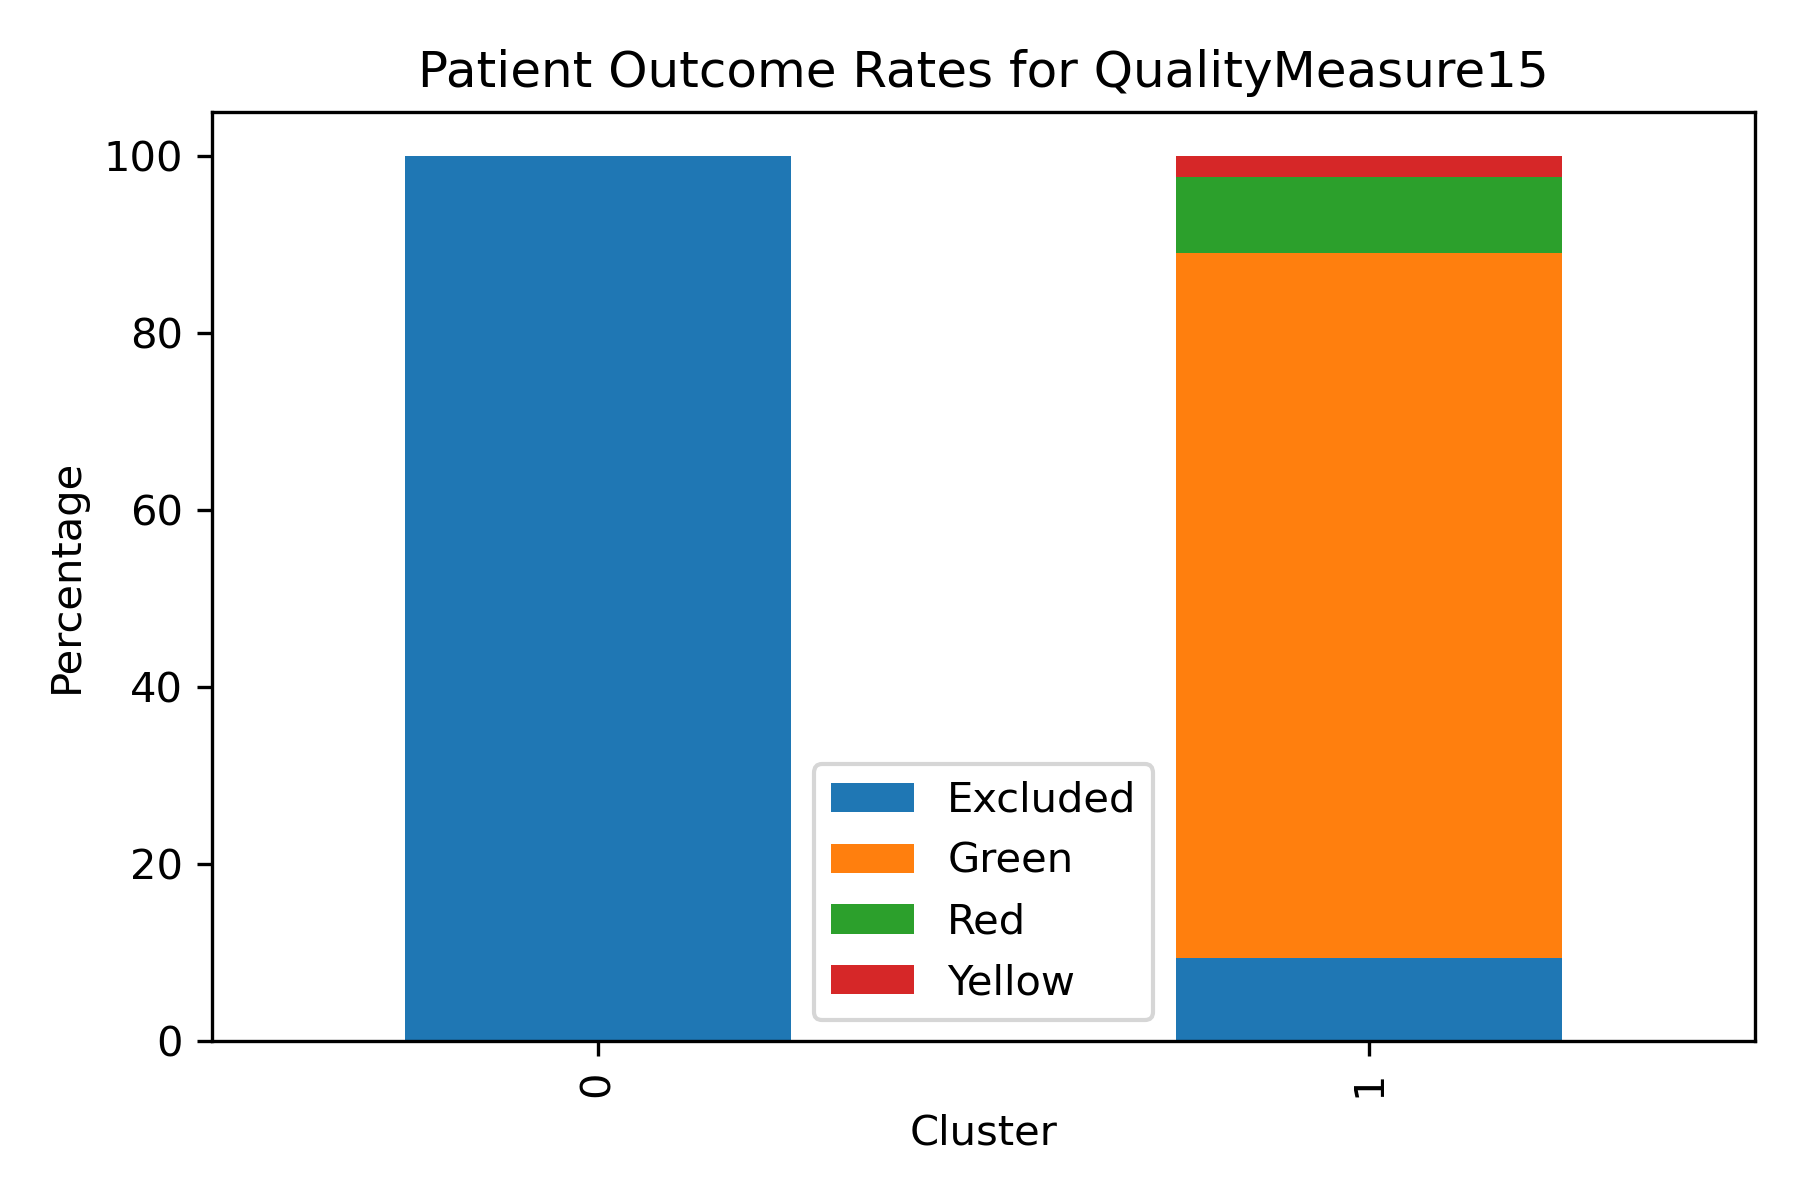 Patient Outcome Rates for QualityMeasure15
100
80
60
40
20
0
Percentage
Excluded
Green
Red
Yellow
0
1
Cluster